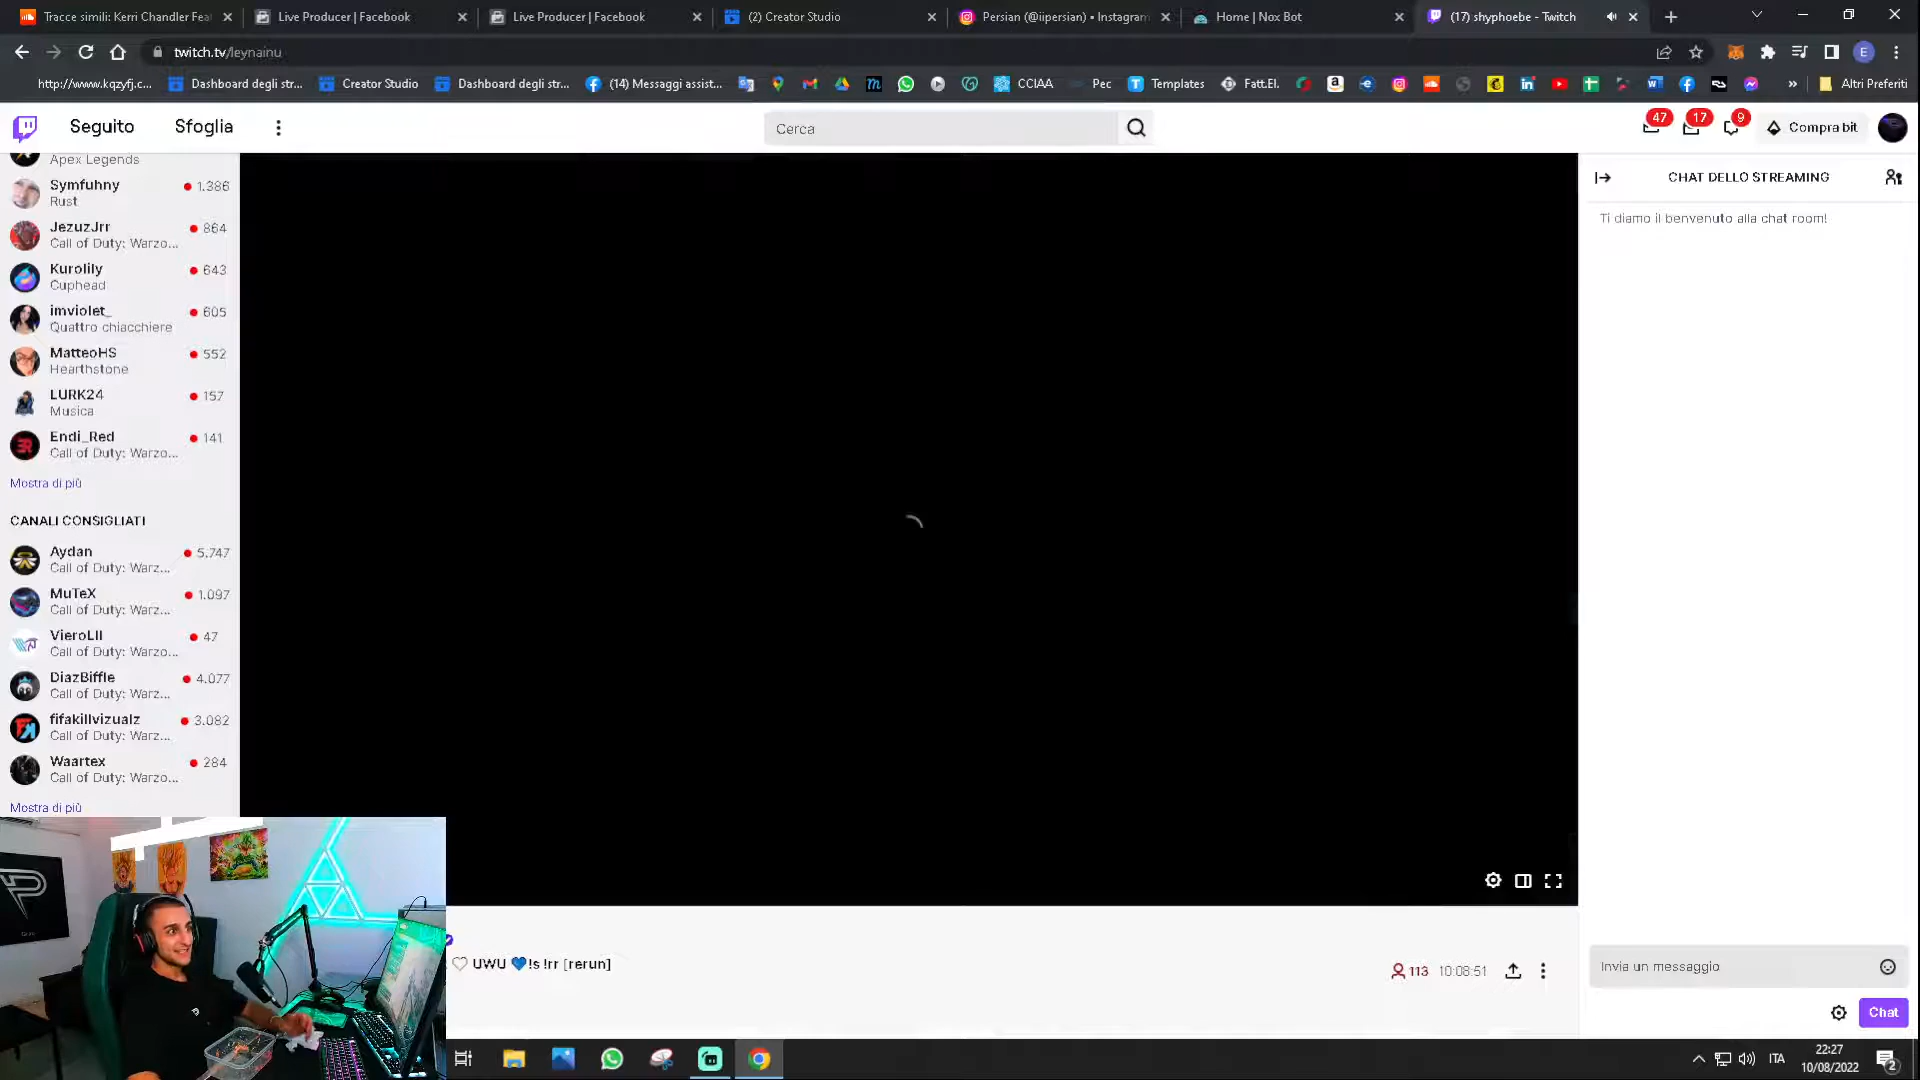 Tracce simili: Kerri Chandler Fea
Live Producer | Facebook
Live Producer | Facebook
(2) Creator Studio
Persian (@iipersian) • Instagram
Home | Nox Bot
(17) shyphoebe - Twitch
twitch.tv/leynainu
http://www.kqzyfj.c...
Dashboard degli str...
Creator Studio
Dashboard degli str...
(14) Messaggi assist...
CCIAA
Pec
Templates
Fatt.El.
»
Altri Preferiti
Seguito
Sfoglia
Cerca
47
17
9
Compra bit
Apex Legends
Symfuhny
1.386
Rust
JezuzJrr
864
Call of Duty: Warzo...
Kurolily
643
Cuphead
imviolet_
605
Quattro chiacchiere
MatteoHS
552
Hearthstone
LURK24
157
Musica
Endi_Red
141
Call of Duty: Warzo...
Mostra di più
CANALI CONSIGLIATI
Aydan
5.747
Call of Duty: Warz...
MuTeX
1.097
Call of Duty: Warz...
VieroLII
47
Call of Duty: Warzo...
DiazBiffle
4.077
Call of Duty: Warz...
fifakillvizualz
3.082
Call of Duty: Warz...
Waartex
284
Call of Duty: Warzo...
Mostra di più
CHAT DELLO STREAMING
Ti diamo il benvenuto alla chat room!
🤍 UWU 💙!s !rr [rerun]
113
10:08:51
Invia un messaggio
Chat
ITA
22:27
10/08/2022
2